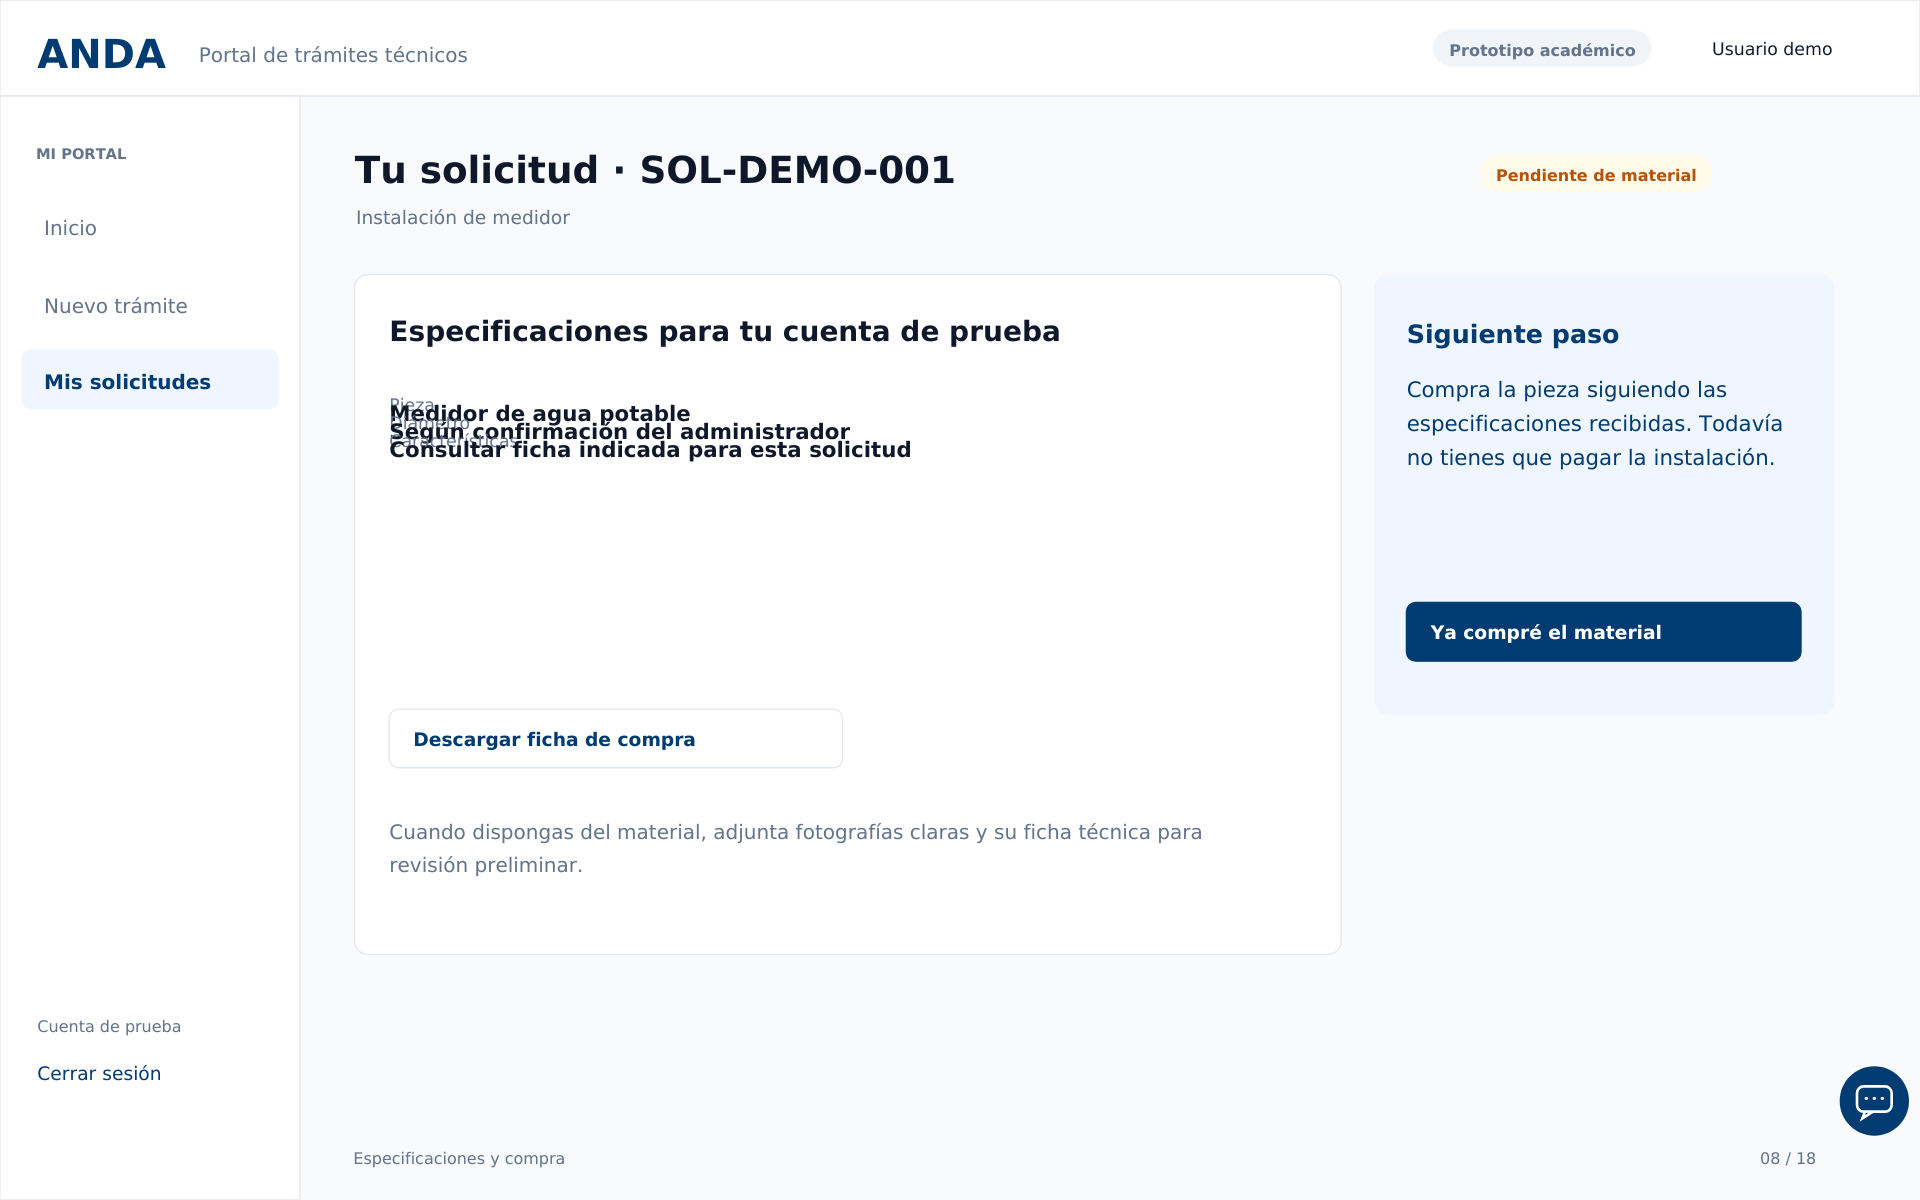 ANDA
Portal de trámites técnicos
Prototipo académico
Usuario demo
MI PORTAL
Inicio
Nuevo trámite
Mis solicitudes
Cuenta de prueba
Cerrar sesión
Tu solicitud · SOL-DEMO-001
Pendiente de material
Instalación de medidor
Especificaciones para tu cuenta de prueba
Pieza
Medidor de agua potable
Diámetro
Según confirmación del administrador
Características
Consultar ficha indicada para esta solicitud
Descargar ficha de compra
Cuando dispongas del material, adjunta fotografías claras y su ficha técnica para
revisión preliminar.
Siguiente paso
Compra la pieza siguiendo las
especificaciones recibidas. Todavía
no tienes que pagar la instalación.
Ya compré el material
Especificaciones y compra
08 / 18